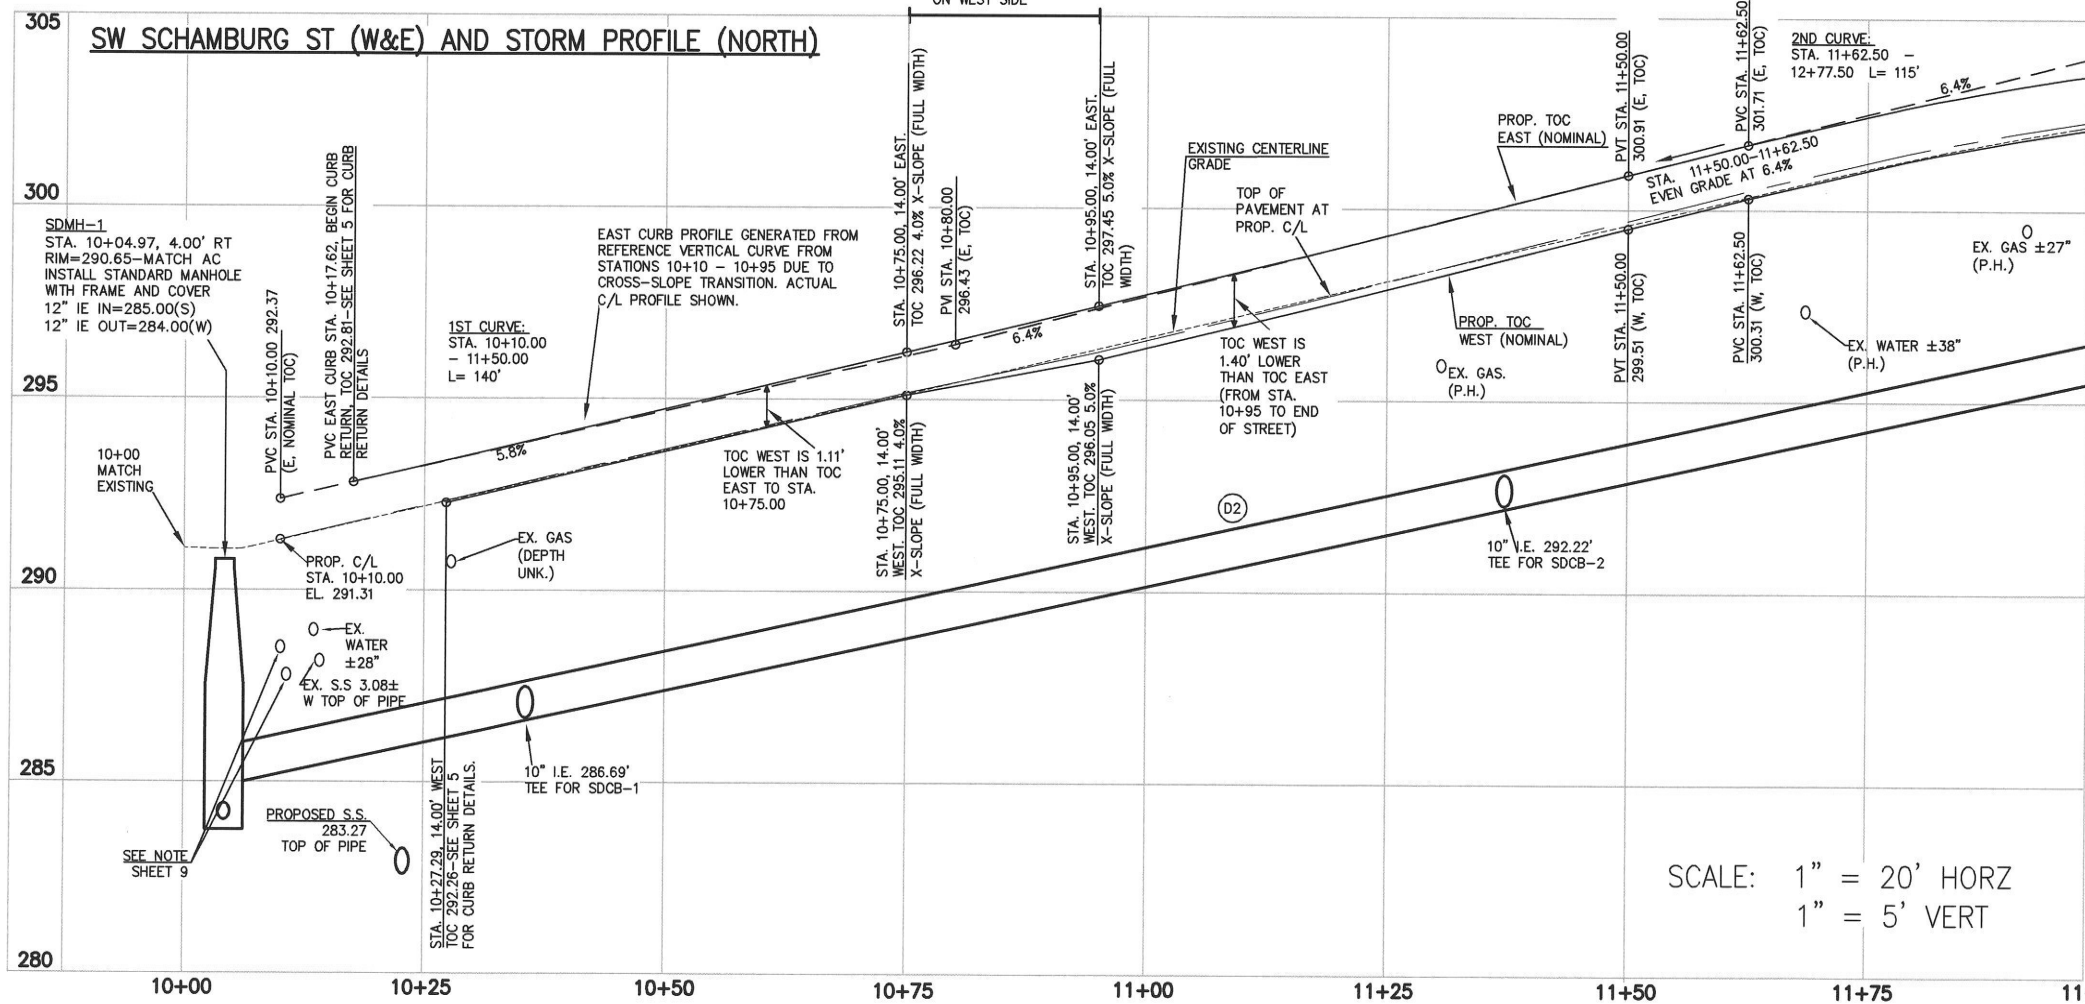 305
ON WEST SIDE
SW SCHAMBURG ST (W&E) AND STORM PROFILE (NORTH)
300
SDMH-1
STA. 10+04.97, 4.00' RT
RIM=290.65-MATCH AC
INSTALL STANDARD MANHOLE
WITH FRAME AND COVER
12" IE IN=285.00(S)
12" IE OUT=284.00(W)
PVC STA. 10+10.00 292.37
(E, NOMINAL TOC)
PVC EAST CURB STA. 10+17.62, BEGIN CURB
RETURN, TOC 292.81-SEE SHEET 5 FOR CURB
RETURN DETAILS
1ST CURVE:
STA. 10+10.00
- 11+50.00
L= 140'
EAST CURB PROFILE GENERATED FROM
REFERENCE VERTICAL CURVE FROM
STATIONS 10+10 - 10+95 DUE TO
CROSS-SLOPE TRANSITION. ACTUAL
C/L PROFILE SHOWN.
STA. 10+75.00, 14.00' EAST.
TOC 296.22 4.0% X-SLOPE (FULL WIDTH)
PVI STA. 10+80.00
296.43 (E, TOC)
STA. 10+95.00, 14.00' EAST.
TOC 297.45 5.0% X-SLOPE (FULL
WIDTH)
EXISTING CENTERLINE
GRADE
TOP OF
PAVEMENT AT
PROP. C/L
PROP. TOC
EAST (NOMINAL)
PVT STA. 11+50.00
300.91 (E, TOC)
PVC STA. 11+62.50
301.71 (E, TOC)
2ND CURVE:
STA. 11+62.50 -
12+77.50 L= 115'
6.4%
STA. 11+50.00-11+62.50
EVEN GRADE AT 6.4%
EX. GAS ±27"
(P.H.)
295
10+00
MATCH
EXISTING
5.8%
6.4%
TOC WEST IS 1.11'
LOWER THAN TOC
EAST TO STA.
10+75.00
STA. 10+75.00, 14.00'
WEST. TOC 295.11 4.0%
X-SLOPE (FULL WIDTH)
STA. 10+95.00, 14.00'
WEST. TOC 296.05 5.0%
X-SLOPE (FULL WIDTH)
TOC WEST IS
1.40' LOWER
THAN TOC EAST
(FROM STA.
10+95 TO END
OF STREET)
PROP. TOC
WEST (NOMINAL)
EX. GAS.
(P.H.)
PVT STA. 11+50.00
299.51 (W, TOC)
PVC STA. 11+62.50
300.31 (W, TOC)
EX. WATER ±38"
(P.H.)
290
PROP. C/L
STA. 10+10.00
EL. 291.31
EX. GAS
(DEPTH
UNK.)
D2
10" I.E. 292.22'
TEE FOR SDCB-2
EX.
WATER
±28"
EX. S.S 3.08±
W TOP OF PIPE
285
10" I.E. 286.69'
TEE FOR SDCB-1
PROPOSED S.S.
283.27
TOP OF PIPE
SEE NOTE
SHEET 9
STA. 10+27.29, 14.00' WEST
TOC 292.26-SEE SHEET 5
FOR CURB RETURN DETAILS.
SCALE: 1" = 20' HORZ
1" = 5' VERT
280
10+00
10+25
10+50
10+75
11+00
11+25
11+50
11+75
11